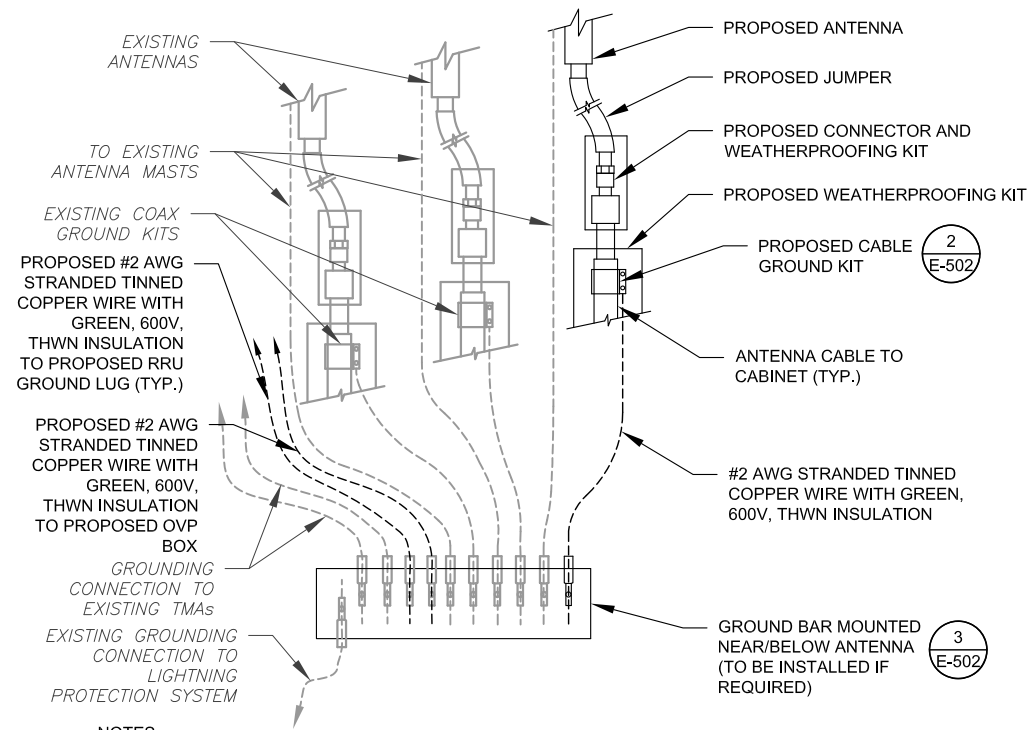 EXISTING
ANTENNAS
TO EXISTING
ANTENNA MASTS
EXISTING COAX
GROUND KITS
PROPOSED #2 AWG
STRANDED TINNED
COPPER WIRE WITH
GREEN, 600V,
THWN INSULATION
TO PROPOSED RRU
GROUND LUG (TYP.)
PROPOSED #2 AWG
STRANDED TINNED
COPPER WIRE WITH
GREEN, 600V,
THWN INSULATION
TO PROPOSED OVP
BOX
GROUNDING
CONNECTION TO
EXISTING TMAs
EXISTING GROUNDING
CONNECTION TO
LIGHTNING
PROTECTION SYSTEM
NOTES
PROPOSED ANTENNA
PROPOSED JUMPER
PROPOSED CONNECTOR AND
WEATHERPROOFING KIT
PROPOSED WEATHERPROOFING KIT
PROPOSED CABLE
GROUND KIT
2
E-502
ANTENNA CABLE TO
CABINET (TYP.)
#2 AWG STRANDED TINNED
COPPER WIRE WITH GREEN,
600V, THWN INSULATION
GROUND BAR MOUNTED
NEAR/BELOW ANTENNA
(TO BE INSTALLED IF
REQUIRED)
3
E-502